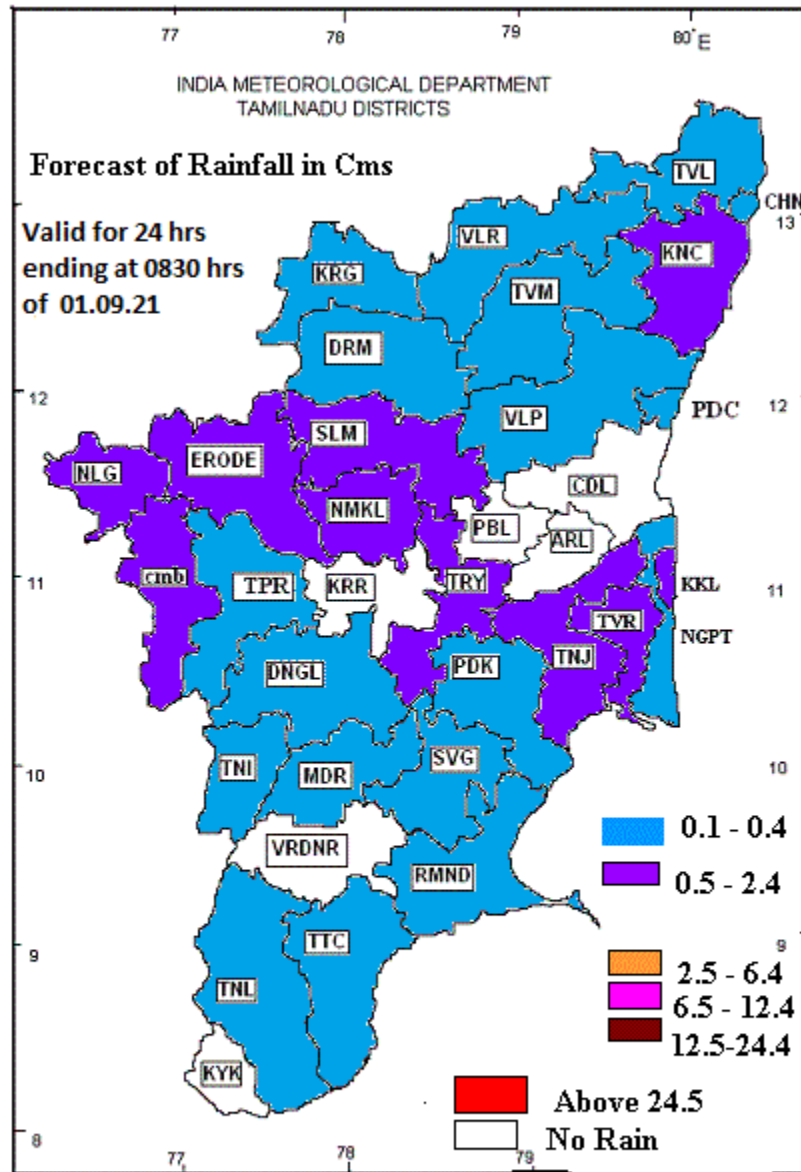 77
78
79
80°E
INDIA METEOROLOGICAL DEPARTMENT
TAMILNADU DISTRICTS
Forecast of Rainfall in Cms
TVL
CHN
13
Valid for 24 hrs
ending at 0830 hrs
of 01.09.21
VLR
KNC
KRG
TVM
DRM
12
VLP
PDC
12
SLM
ERODE
NLG
CDL
NMKL
PBL
ARL
11
cmb
TPR
KRR
TRY
KKL
11
TVR
NGPT
DNGL
PDK
TNJ
10
TNI
MDR
SVG
10
0.1 - 0.4
VRDNR
RMND
0.5 - 2.4
9
TTC
9
2.5 - 6.4
TNL
6.5 - 12.4
12.5-24.4
KYK
Above 24.5
8
No Rain
77
78
79